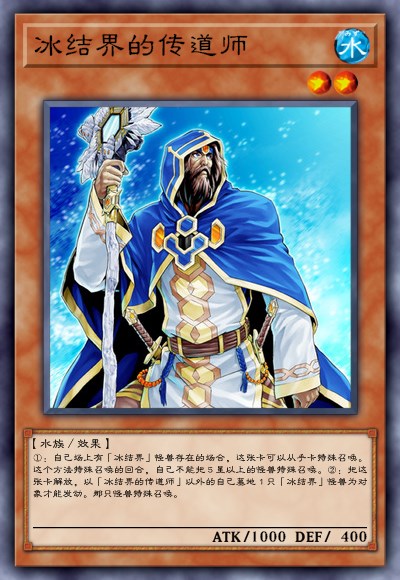 冰结界的传道师
水
【水族／效果】
①：自己场上有「冰结界」怪兽存在的场合，这张卡可以从手卡特殊召唤。
这个方法特殊召唤的回合，自己不能把5星以上的怪兽特殊召唤。②：把这
张卡解放，以「冰结界的传道师」以外的自己墓地1只「冰结界」怪兽为对
象才能发动。那只怪兽特殊召唤。
ATK/1000 DEF/ 400